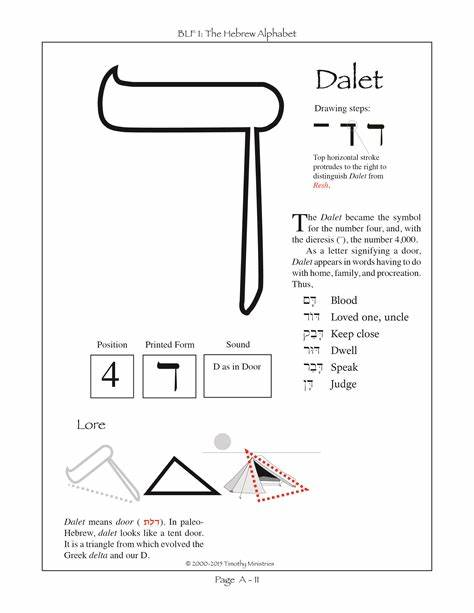 BLF 1: The Hebrew Alphabet
Dalet
Drawing steps:
Top horizontal stroke
protrudes to the right to
distinguish Dalet from
Resh.
The Dalet became the symbol
for the number four, and, with
the dieresis (¨), the number 4,000.
As a letter signifying a door,
Dalet appears in words having to do
with home, family, and procreation.
Thus,
דָּם Blood
דּוֹד Loved one, uncle
דָּבַק Keep close
דּוּר Dwell
דָּבַר Speak
דָּן Judge
Position Printed Form Sound
4 ד D as in Door
Lore
Dalet means door ( דלת). In paleo-
Hebrew, dalet looks like a tent door.
It is a triangle from which evolved the
Greek delta and our D.
© 2000-2015 Timothy Ministries
Page A - 11